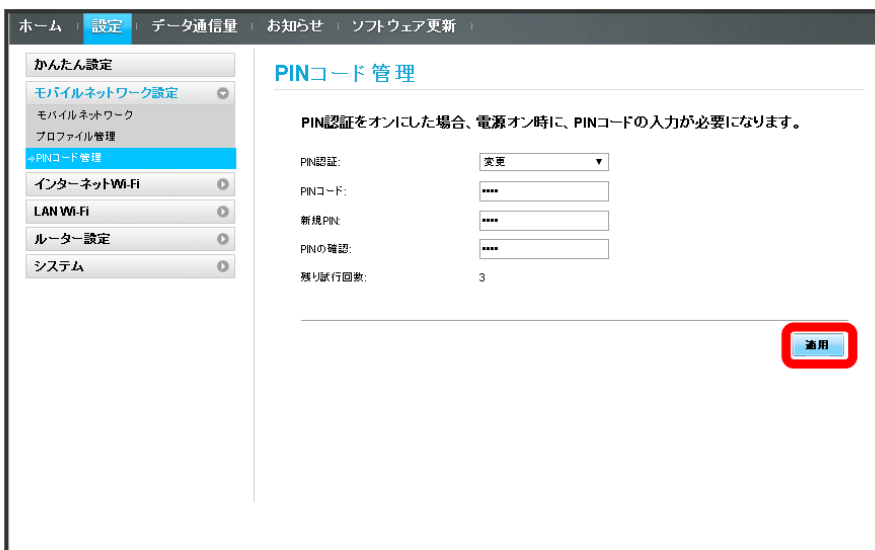 ホーム 設定 データ通信量 お知らせ ソフトウェア更新
かんたん設定
モバイルネットワーク設定
モバイルネットワーク
プロファイル管理
→PINコード管理
インターネットWi-Fi
LAN Wi-Fi
ルーター設定
システム
PINコード管理
PIN認証をオンにした場合、電源オン時に、PINコードの入力が必要になります。
PIN認証: 変更 ▼
PINコード: ••••
新規PIN: ••••
PINの確認: ••••
残り試行回数: 3
適用